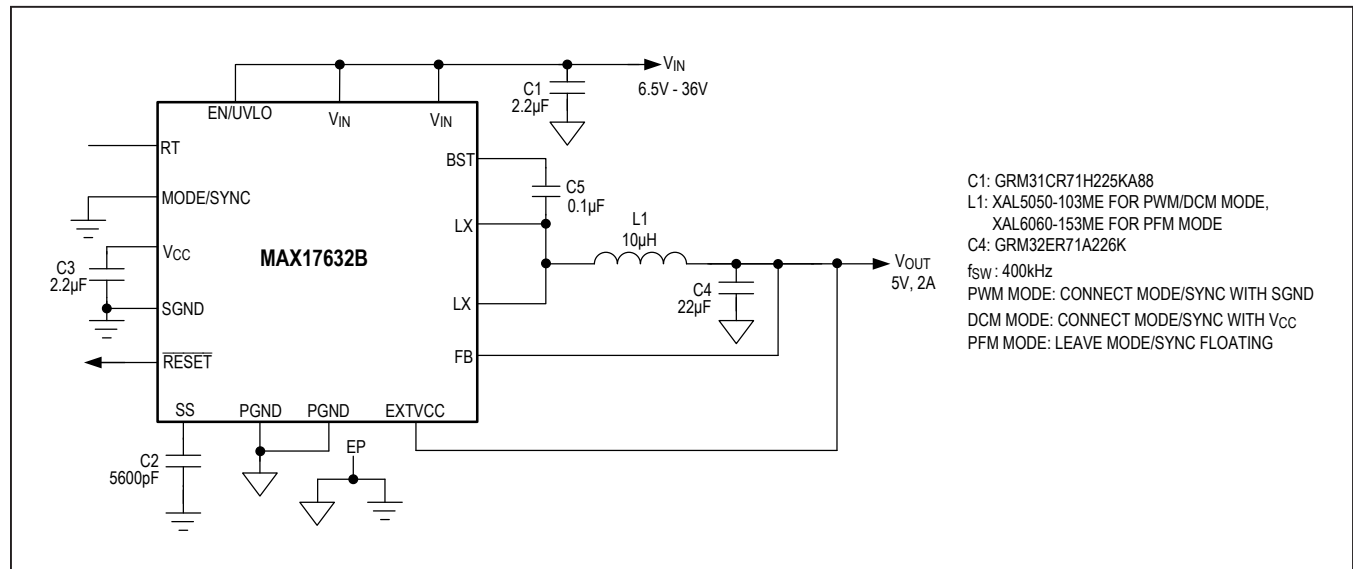 VIN
6.5V - 36V
C1
2.2µF
EN/UVLO
VIN
VIN
RT
BST
MODE/SYNC
C5
0.1µF
LX
VCC
MAX17632B
L1
10µH
C3
2.2µF
VOUT
5V, 2A
C4
22µF
SGND
LX
RESET
FB
SS
PGND
PGND
EXTVCC
C2
5600pF
EP
C1: GRM31CR71H225KA88
L1: XAL5050-103ME FOR PWM/DCM MODE,
XAL6060-153ME FOR PFM MODE
C4: GRM32ER71A226K
fSW : 400kHz
PWM MODE: CONNECT MODE/SYNC WITH SGND
DCM MODE: CONNECT MODE/SYNC WITH VCC
PFM MODE: LEAVE MODE/SYNC FLOATING